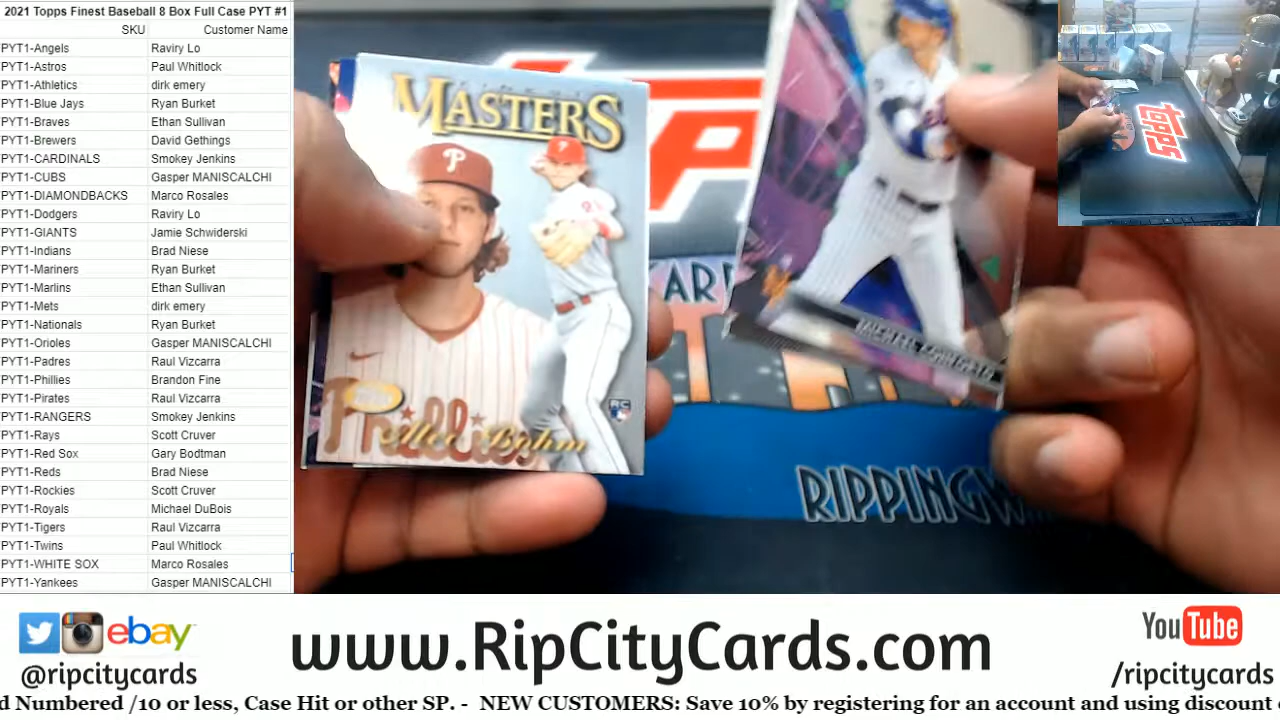 2021 Topps Finest Baseball 8 Box Full Case PYT #1
SKU Customer Name
PYT1-Angels Raviry Lo
PYT1-Astros Paul Whitlock
PYT1-Athletics dirk emery
PYT1-Blue Jays Ryan Burket
PYT1-Braves Ethan Sullivan
PYT1-Brewers David Gethings
PYT1-CARDINALS Smokey Jenkins
PYT1-CUBS Gasper MANISCALCHI
PYT1-DIAMONDBACKS Marco Rosales
PYT1-Dodgers Raviry Lo
PYT1-GIANTS Jamie Schwiderski
PYT1-Indians Brad Niese
PYT1-Mariners Ryan Burket
PYT1-Marlins Ethan Sullivan
PYT1-Mets dirk emery
PYT1-Nationals Ryan Burket
PYT1-Orioles Gasper MANISCALCHI
PYT1-Padres Raul Vizcarra
PYT1-Phillies Brandon Fine
PYT1-Pirates Raul Vizcarra
PYT1-RANGERS Smokey Jenkins
PYT1-Rays Scott Cruver
PYT1-Red Sox Gary Bodtman
PYT1-Reds Brad Niese
PYT1-Rockies Scott Cruver
PYT1-Royals Michael DuBois
PYT1-Tigers Raul Vizcarra
PYT1-Twins Paul Whitlock
PYT1-WHITE SOX Marco Rosales
PYT1-Yankees Gasper MANISCALCHI
MASTERS
P
Phillies
Alec Bohm
RC
CARD
RIPPINGW
topps
ebay
@ripcitycards
www.RipCityCards.com
YouTube
/ripcitycards
d Numbered /10 or less, Case Hit or other SP. - NEW CUSTOMERS: Save 10% by registering for an account and using discount